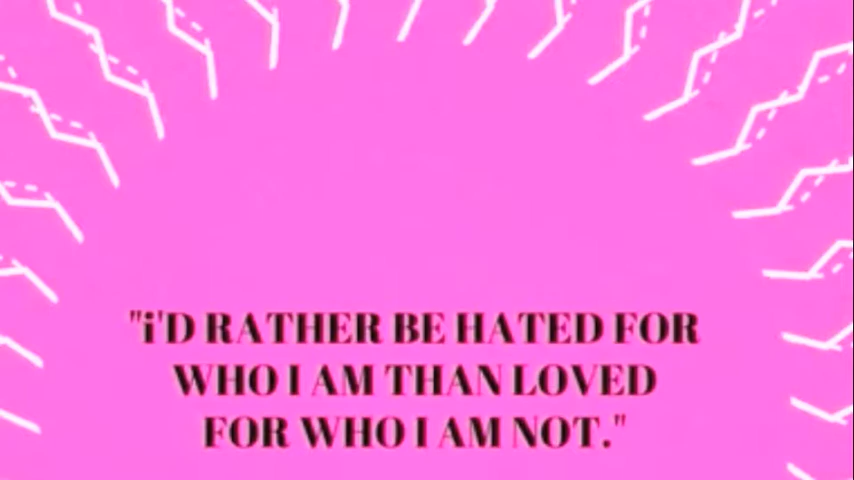 "i'D RATHER BE HATED FOR
WHO I AM THAN LOVED
FOR WHO I AM NOT."